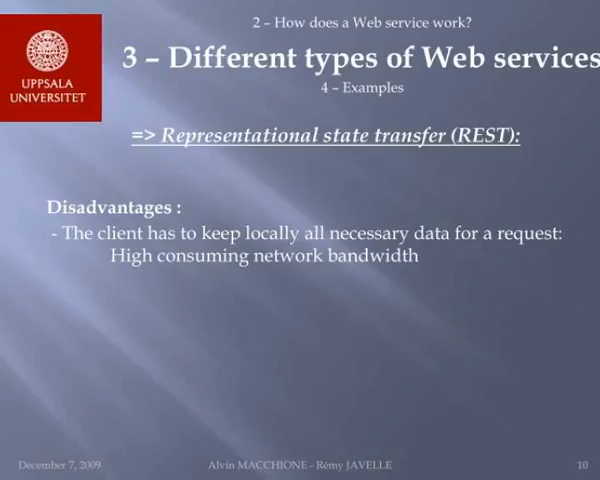 2 – How does a Web service work?
3 – Different types of Web services
4 – Examples
UPPSALA
UNIVERSITET
=> Representational state transfer (REST):
Disadvantages :
- The client has to keep locally all necessary data for a request:
High consuming network bandwidth
December 7, 2009
Alvin MACCHIONE - Rémy JAVELLE
10